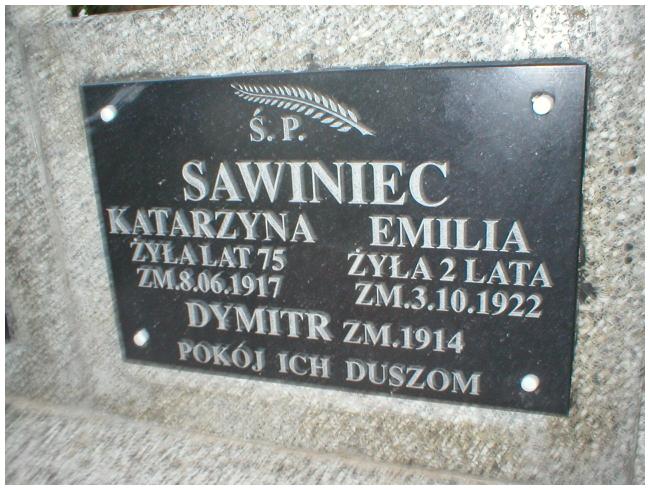 Ś. P.
SAWINIEC
KATARZYNA
ŻYŁA LAT 75
ZM.8.06.1917
EMILIA
ŻYŁA 2 LATA
ZM.3.10.1922
DYMITR ZM.1914
POKÓJ ICH DUSZOM